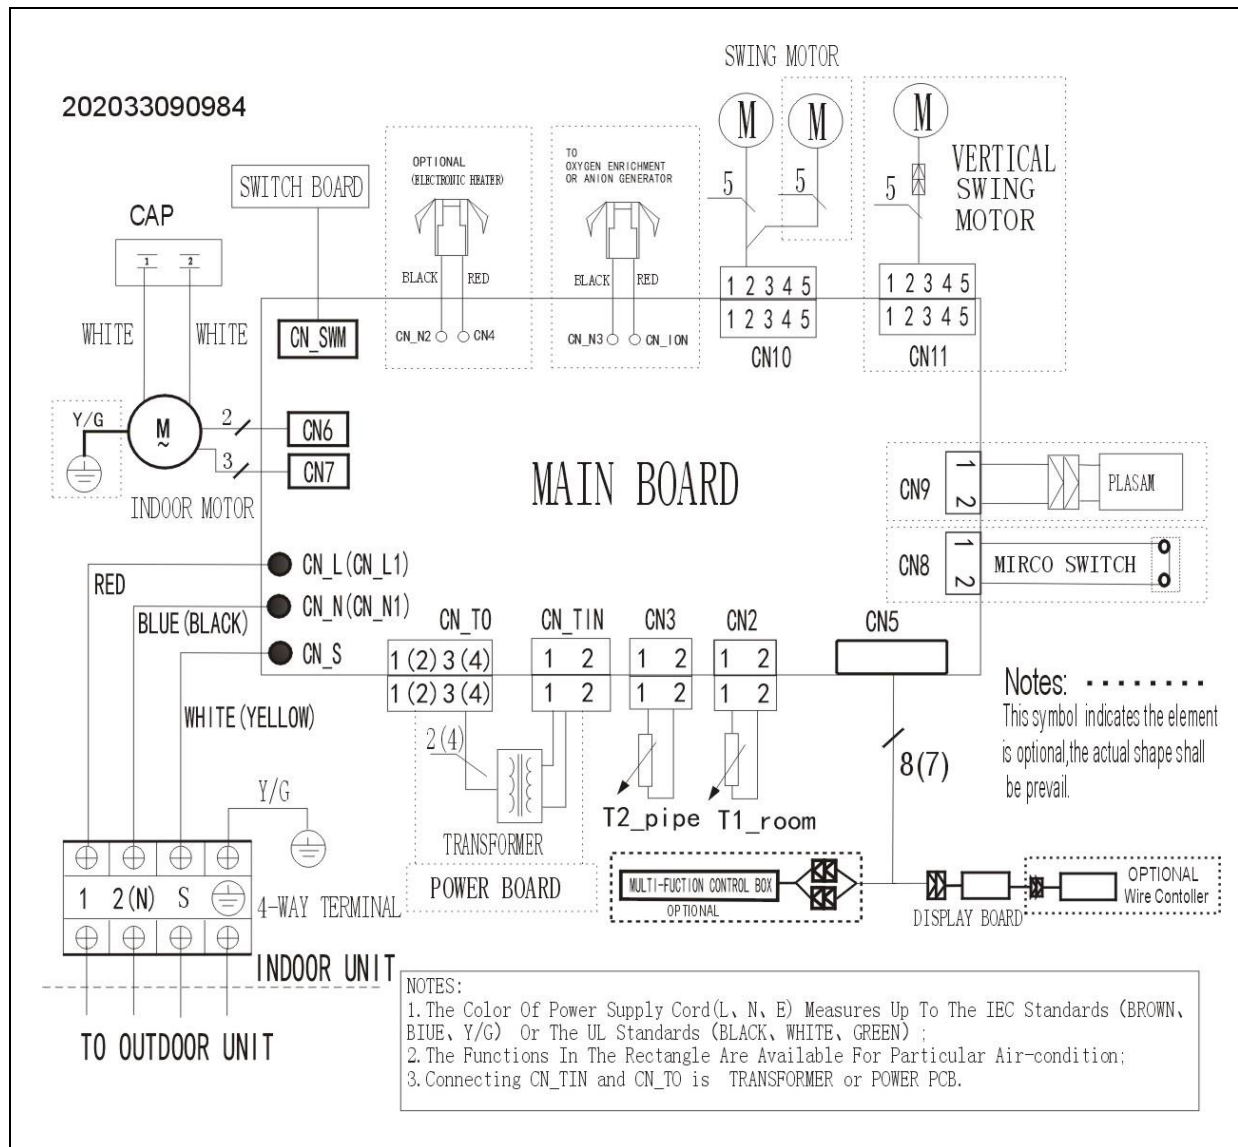 SWING MOTOR
202033090984
M
M
M
OPTIONAL
(ELECTRONIC HEATER)
TO
OXYGEN ENRICHMENT
OR ANION GENERATOR
VERTICAL
SWING
MOTOR
SWITCH BOARD
5
5
5
CAP
1 2
BLACK RED
BLACK RED
1 2 3 4 5
1 2 3 4 5
1 2 3 4 5
1 2 3 4 5
WHITE WHITE
CN_SWM
CN_N2 CN4
CN_N3 CN_ION
CN10
CN11
Y/G
M
~
2
CN6
3
CN7
INDOOR MOTOR
MAIN BOARD
CN9
1
2
PLASAM
CN8
1
2
MIRCO SWITCH
CN_L(CN_L1)
RED
CN_N(CN_N1)
BLUE(BLACK)
CN_S
WHITE(YELLOW)
CN_TO CN_TIN CN3 CN2 CN5
1(2)3(4) 1 2 1 2 1 2
1(2)3(4) 1 2 1 2 1 2
Notes:
This symbol indicates the element
is optional,the actual shape shall
be prevail.
2(4)
8(7)
Y/G
TRANSFORMER
T2_pipe T1_room
POWER BOARD
MULTI-FUCTION CONTROL BOX
OPTIONAL
DISPLAY BOARD
OPTIONAL
Wire Contoller
1 2(N) S
4-WAY TERMINAL
INDOOR UNIT
TO OUTDOOR UNIT
NOTES:
1.The Color Of Power Supply Cord(L、N、E) Measures Up To The IEC Standards (BROWN、
BIUE、Y/G) Or The UL Standards (BLACK、WHITE、GREEN) ;
2.The Functions In The Rectangle Are Available For Particular Air-condition;
3.Connecting CN_TIN and CN_TO is TRANSFORMER or POWER PCB.